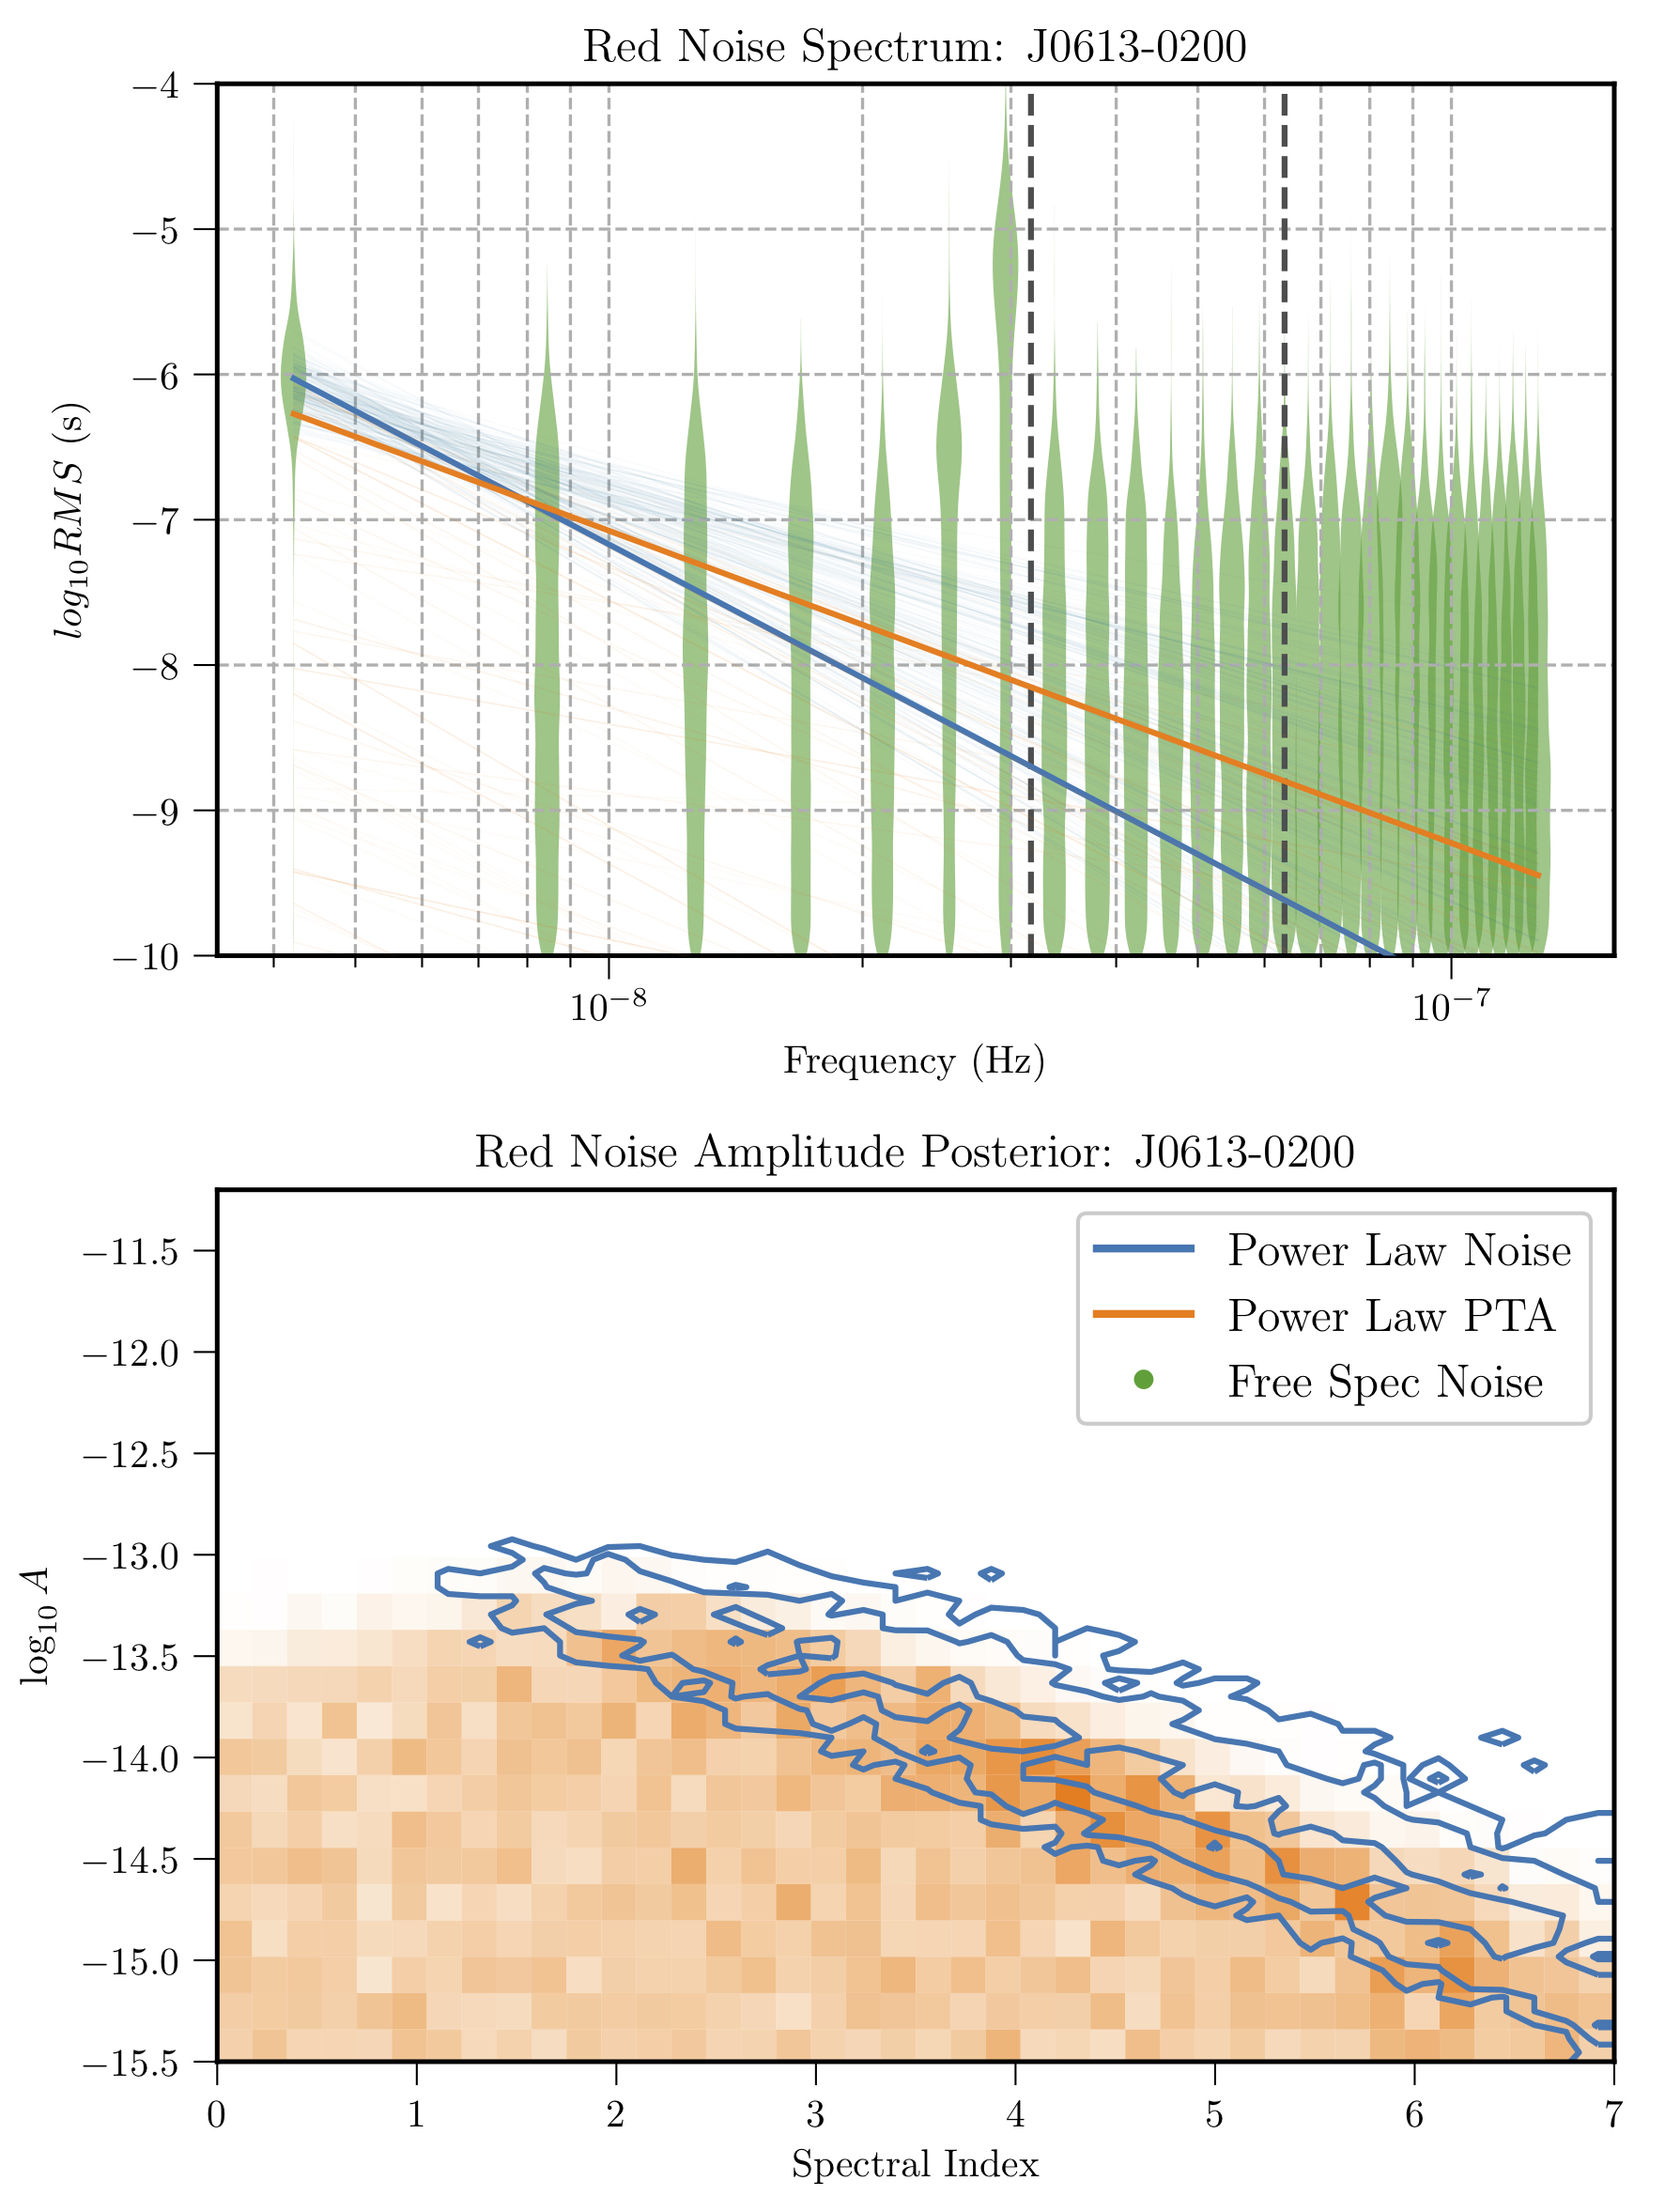 Red Noise Spectrum: J0613-0200
−4
−5
−6
−7
−8
−9
−10
log₁₀RMS (s)
10⁻⁸
10⁻⁷
Frequency (Hz)
Red Noise Amplitude Posterior: J0613-0200
Power Law Noise
Power Law PTA
Free Spec Noise
−11.5
−12.0
−12.5
−13.0
−13.5
−14.0
−14.5
−15.0
−15.5
log₁₀ A
0 1 2 3 4 5 6 7
Spectral Index